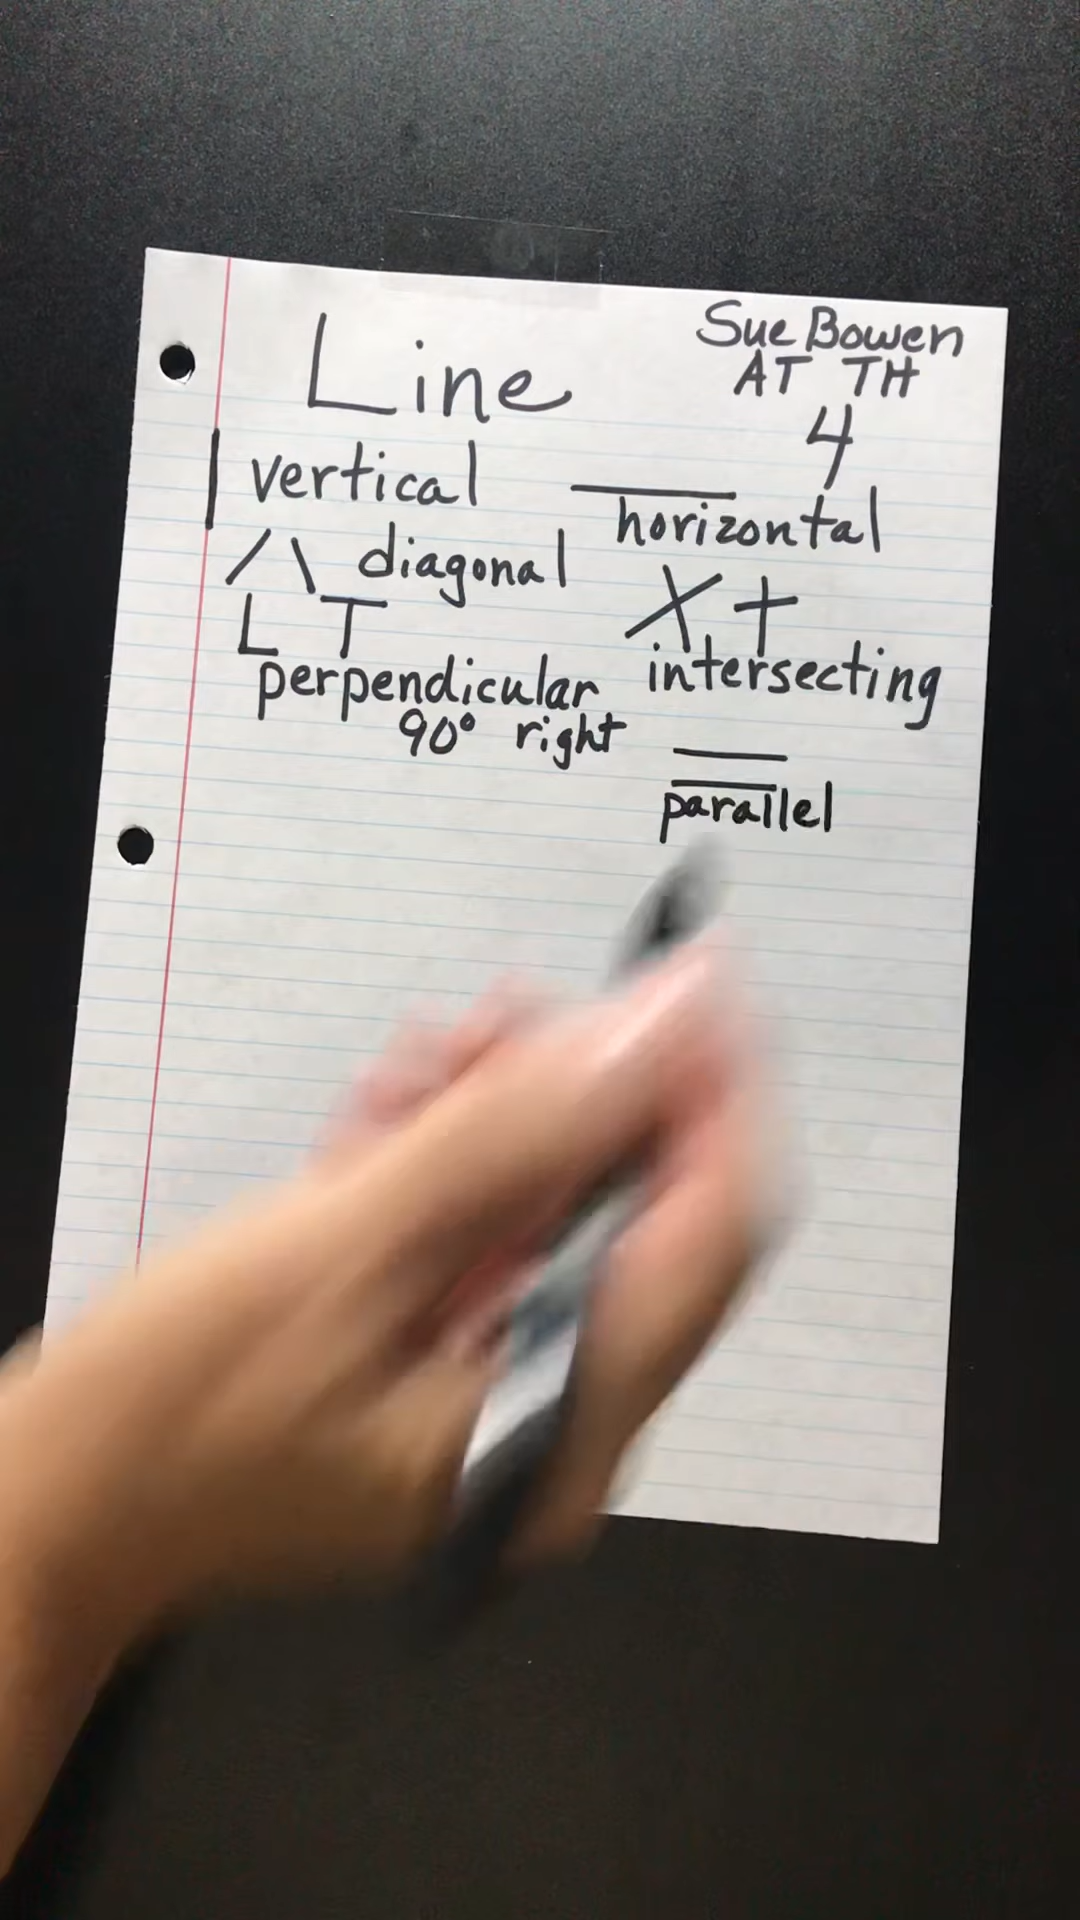 Line
Sue Bowen
AT TH
4
vertical
horizontal
diagonal
intersecting
perpendicular
90° right
parallel